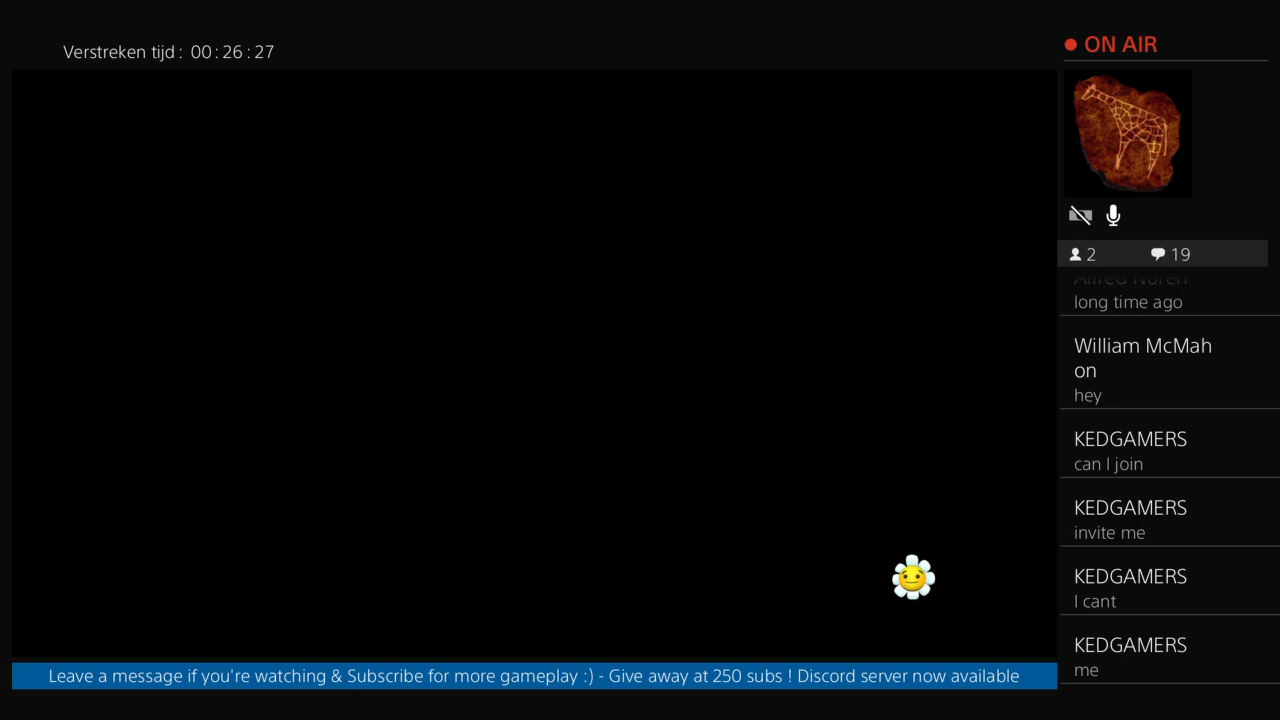 Verstreken tijd : 00 : 26 : 27
ON AIR
2 19
Alfred Noren
long time ago
William McMah
on
hey
KEDGAMERS
can I join
KEDGAMERS
invite me
KEDGAMERS
I cant
KEDGAMERS
me
Leave a message if you're watching & Subscribe for more gameplay :) - Give away at 250 subs ! Discord server now available